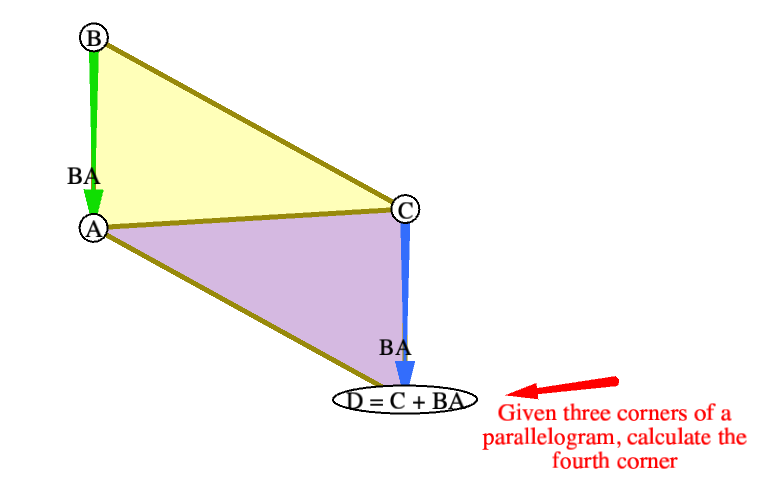 B
BA
A
C
BA
D = C + BA
Given three corners of a
parallelogram, calculate the
fourth corner